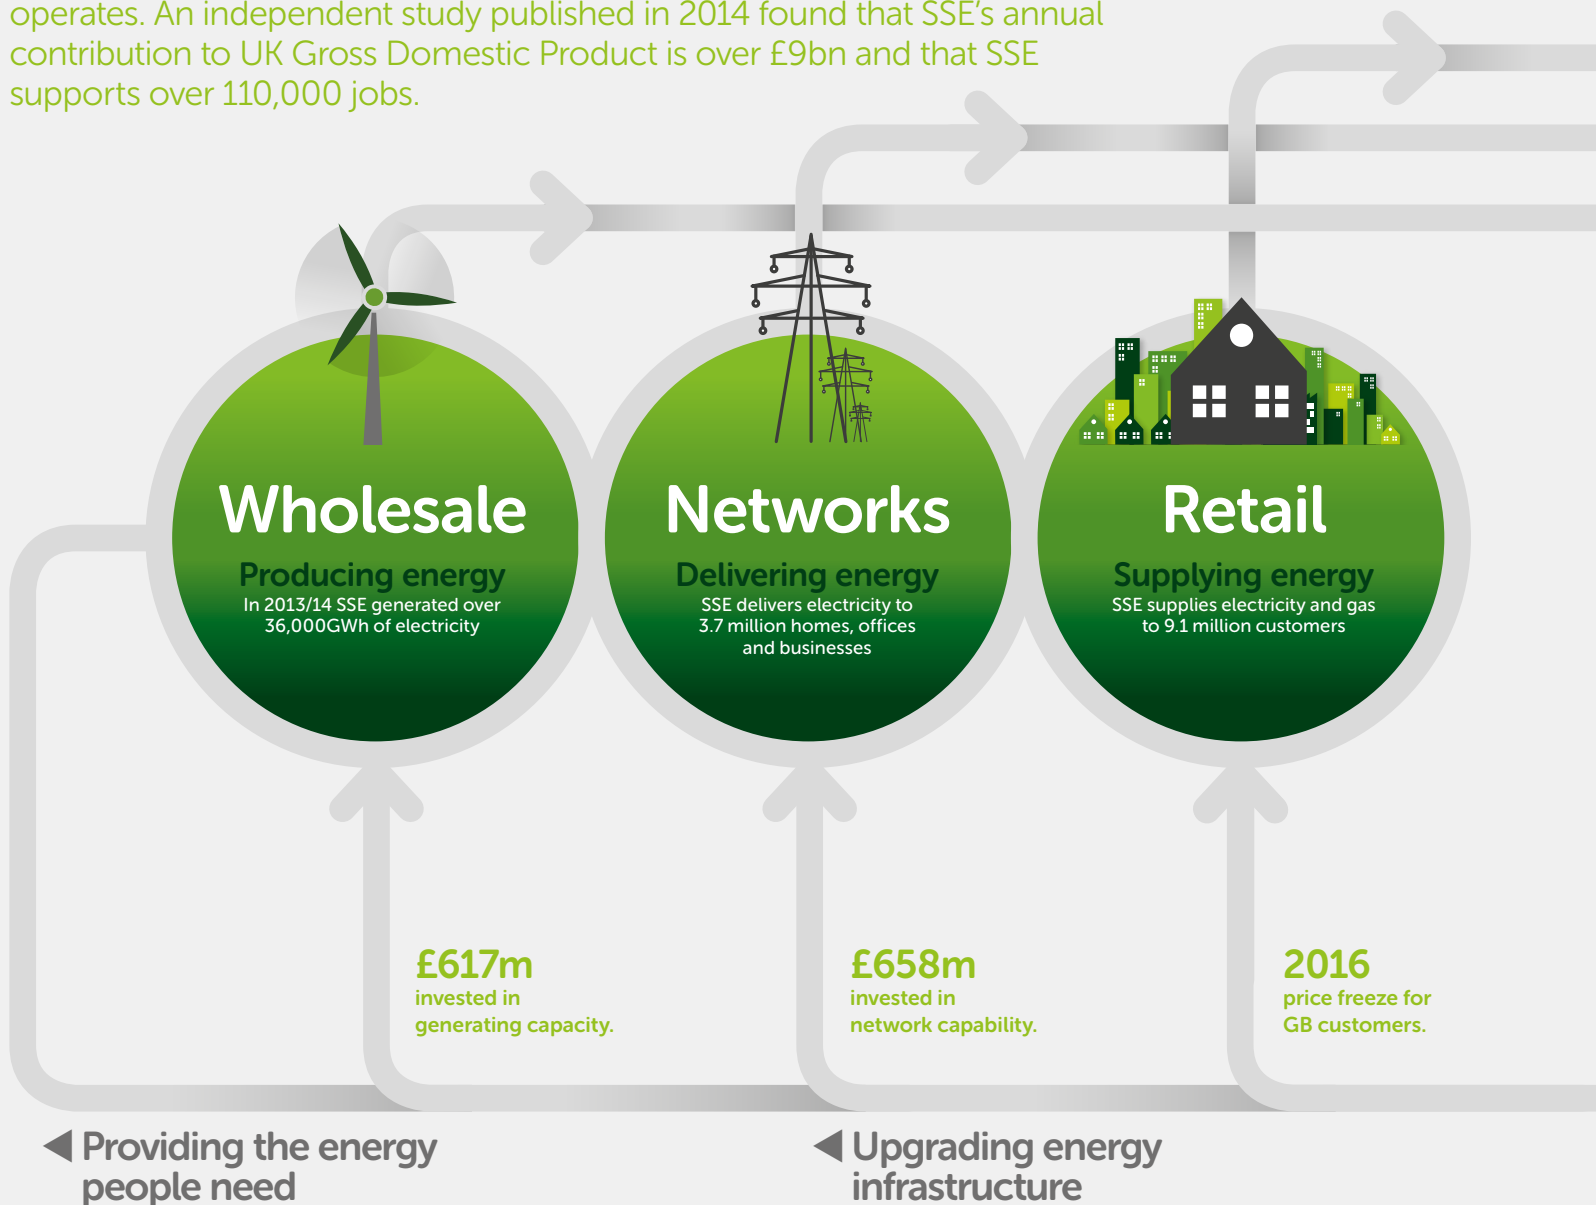 operates. An independent study published in 2014 found that SSE’s annual
contribution to UK Gross Domestic Product is over £9bn and that SSE
supports over 110,000 jobs.
Wholesale
Producing energy
In 2013/14 SSE generated over
36,000GWh of electricity
Networks
Delivering energy
SSE delivers electricity to
3.7 million homes, offices
and businesses
Retail
Supplying energy
SSE supplies electricity and gas
to 9.1 million customers
£617m
invested in
generating capacity.
£658m
invested in
network capability.
2016
price freeze for
GB customers.
Providing the energy
people need
Upgrading energy
infrastructure